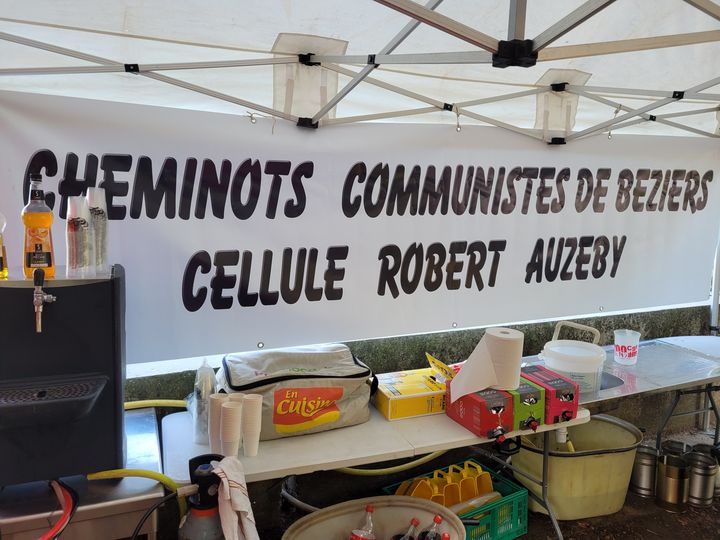 CHEMINOTS COMMUNISTES DE BEZIERS
CELLULE ROBERT AUZEBY
En
Cuisine